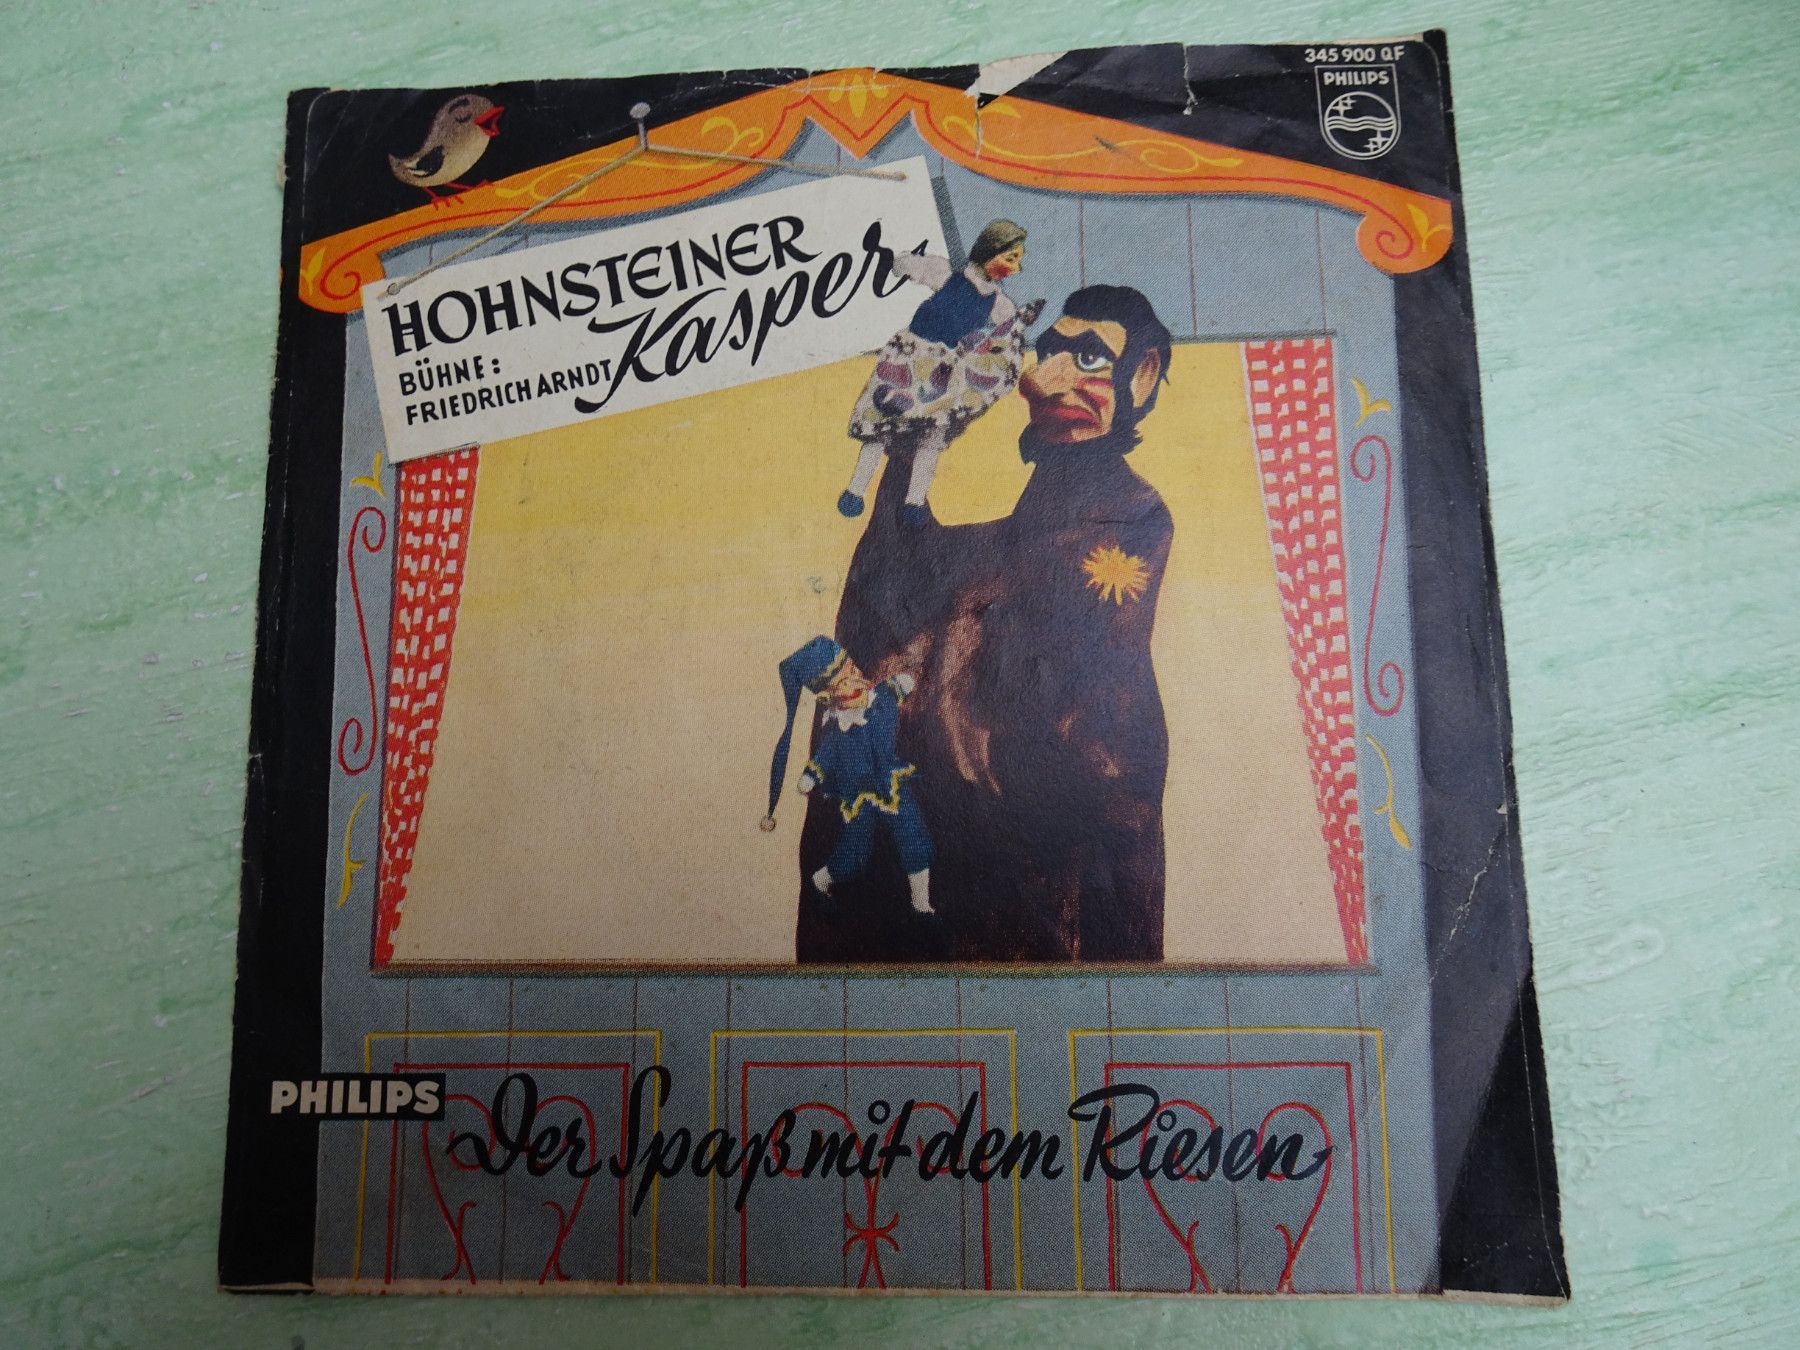 345 900 QF
PHILIPS
HOHNSTEINER
Kasper
BÜHNE:
FRIEDRICH ARNDT
PHILIPS
Der Spaß mit dem Riesen